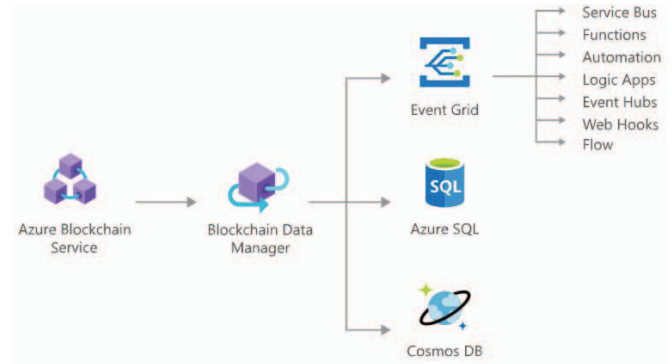 Service Bus
Functions
Automation
Logic Apps
Event Hubs
Web Hooks
Flow
Event Grid
Azure Blockchain
Service
Blockchain Data
Manager
SQL
Azure SQL
Cosmos DB